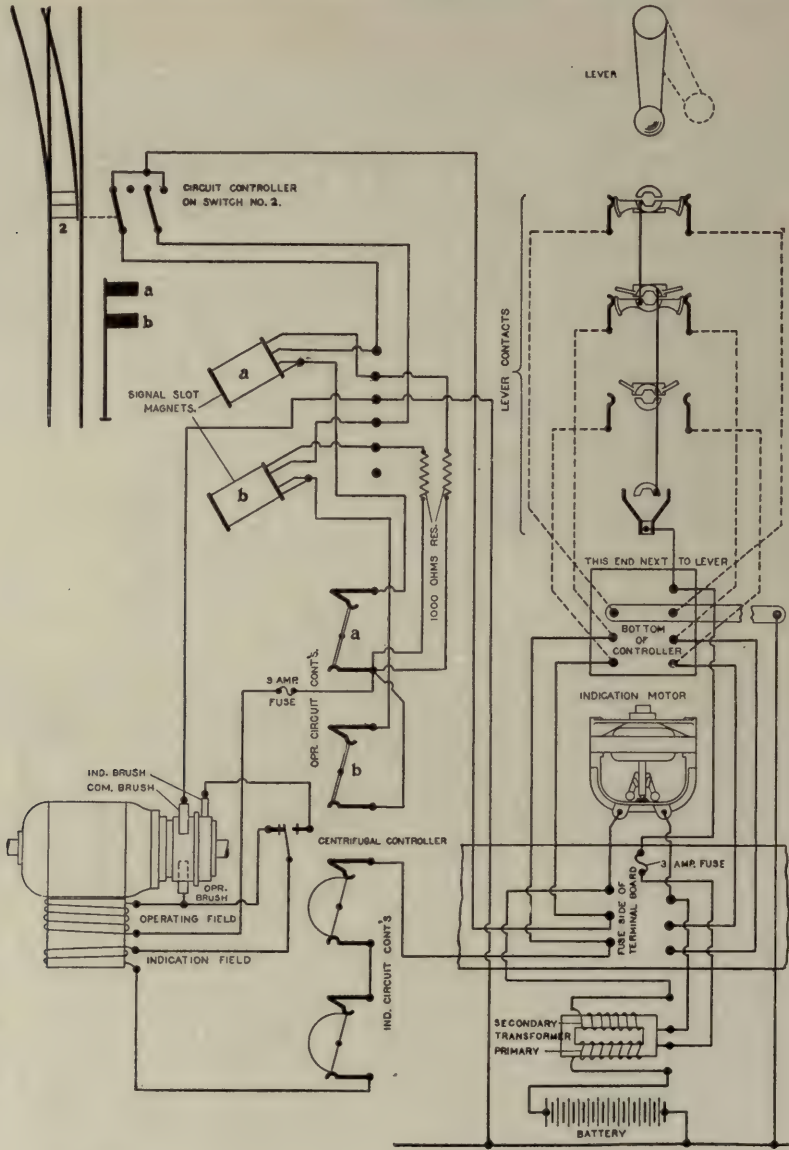 LEVER
CIRCUIT CONTROLLER
ON SWITCH NO. 2.
2
a
b
LEVER CONTACTS
a
SIGNAL SLOT
MAGNETS.
b
1000 OHMS RES.
THIS END NEXT TO LEVER
BOTTOM
OF
CONTROLLER
a
3 AMP.
FUSE
OPR. CIRCUIT CONT'S.
INDICATION MOTOR
b
IND. BRUSH
COM. BRUSH
CENTRIFUGAL CONTROLLER
3 AMP. FUSE
OPR.
BRUSH
OPERATING FIELD
FUSE SIDE OF
TERMINAL BOARD
INDICATION FIELD
IND. CIRCUIT CONT'S
SECONDARY
TRANSFORMER
PRIMARY
BATTERY